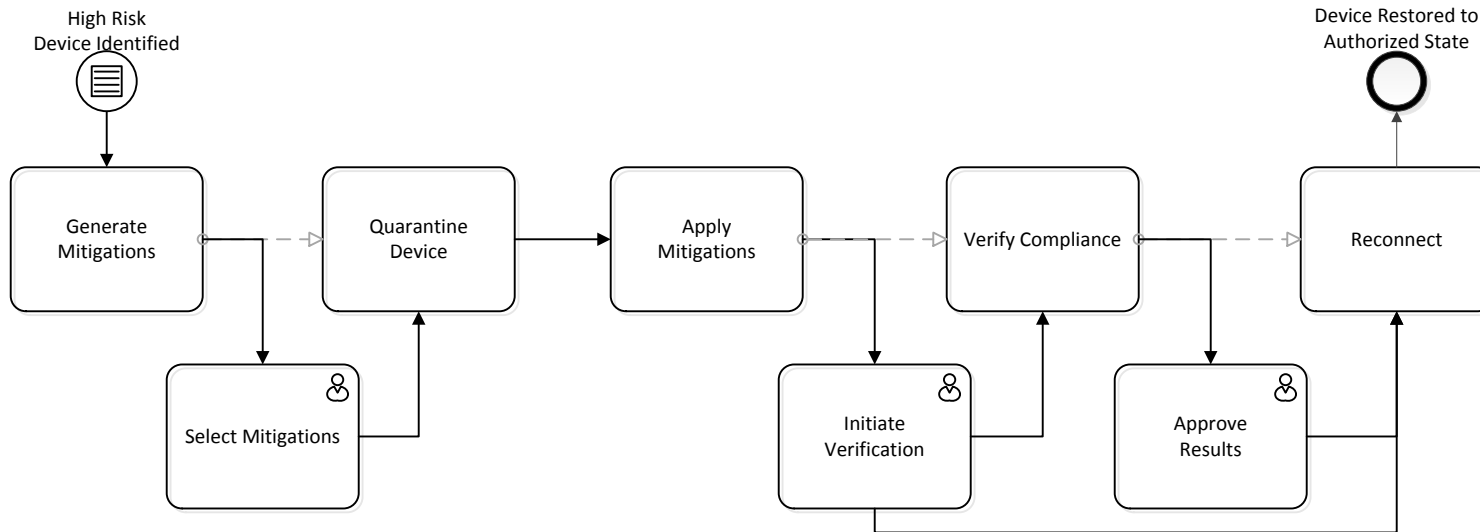 High Risk
Device Identified
Device Restored to
Authorized State
Generate
Mitigations
Quarantine
Device
Apply
Mitigations
Verify Compliance
Reconnect
Select Mitigations
Initiate
Verification
Approve
Results